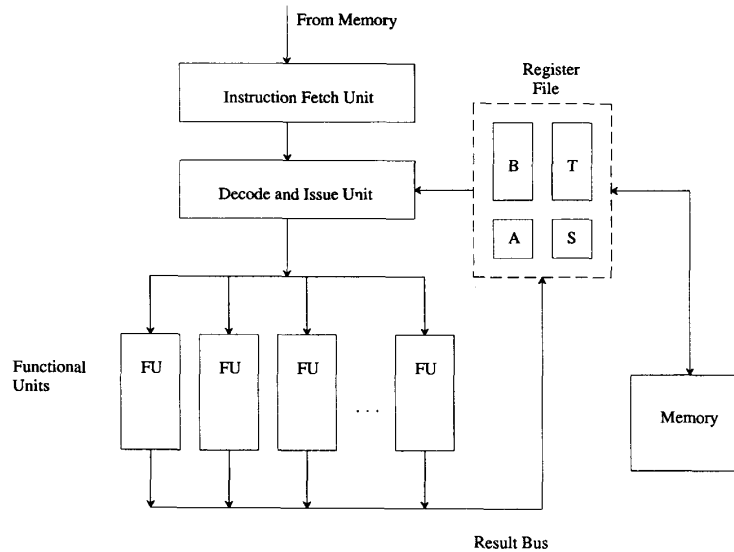 From Memory
Instruction Fetch Unit
Register
File
B T
Decode and Issue Unit
A S
Functional
Units
FU FU FU . . . FU
Memory
Result Bus